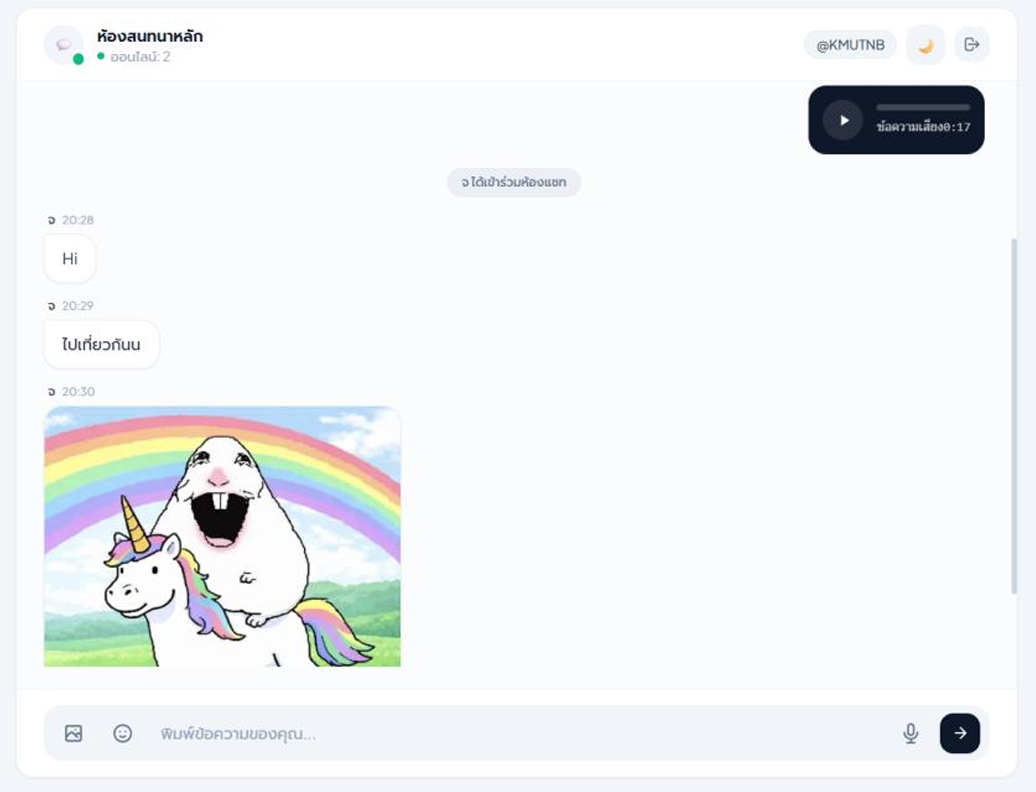 ห้องสนทนาหลัก
ออนไลน์: 2
@KMUTNB
ข้อความเสียง0:17
จ ได้เข้าร่วมห้องแชท
จ 20:28
Hi
จ 20:29
ไปเที่ยวกันน
จ 20:30
พิมพ์ข้อความของคุณ...